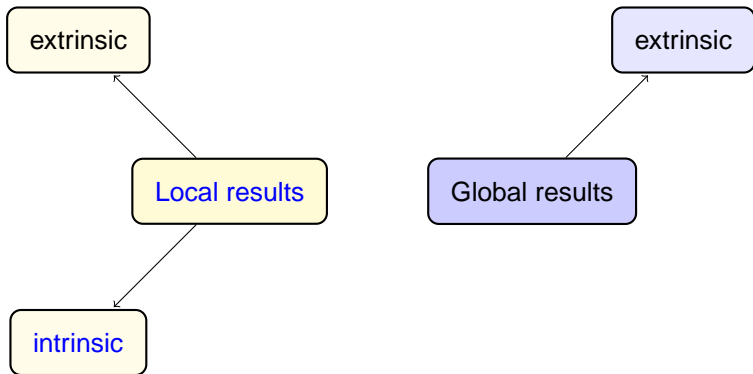 extrinsic
extrinsic
Local results
Global results
intrinsic